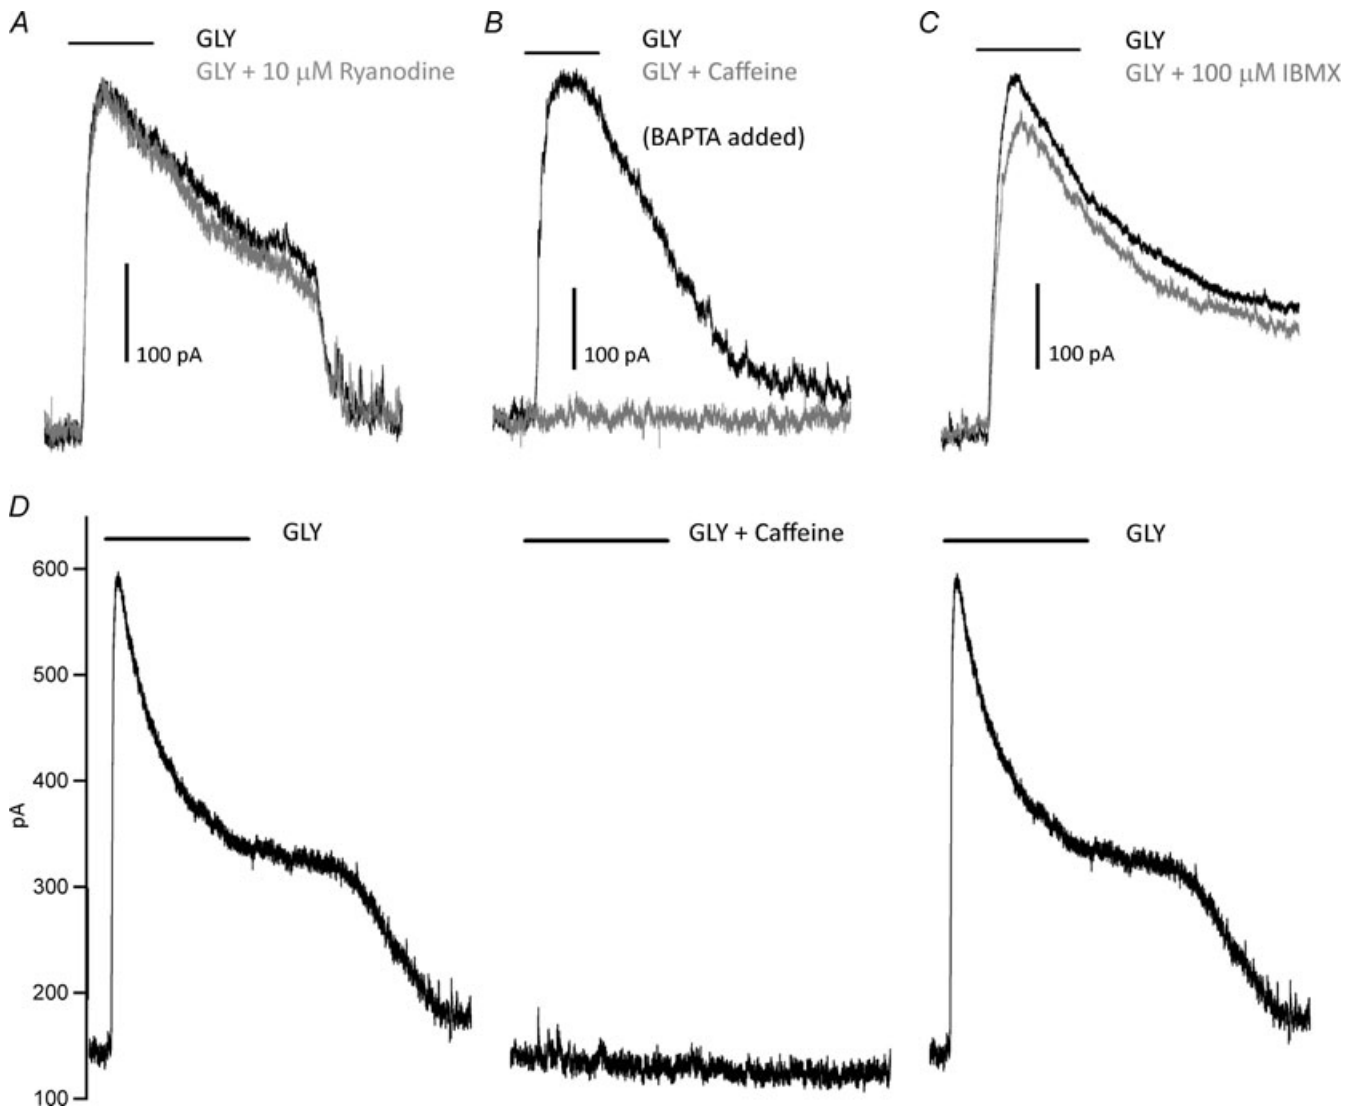 A
GLY
GLY + 10 μM Ryanodine
100 pA
B
GLY
GLY + Caffeine
(BAPTA added)
100 pA
C
GLY
GLY + 100 μM IBMX
100 pA
D
GLY
GLY + Caffeine
GLY
600
500
400
300
200
100
pA